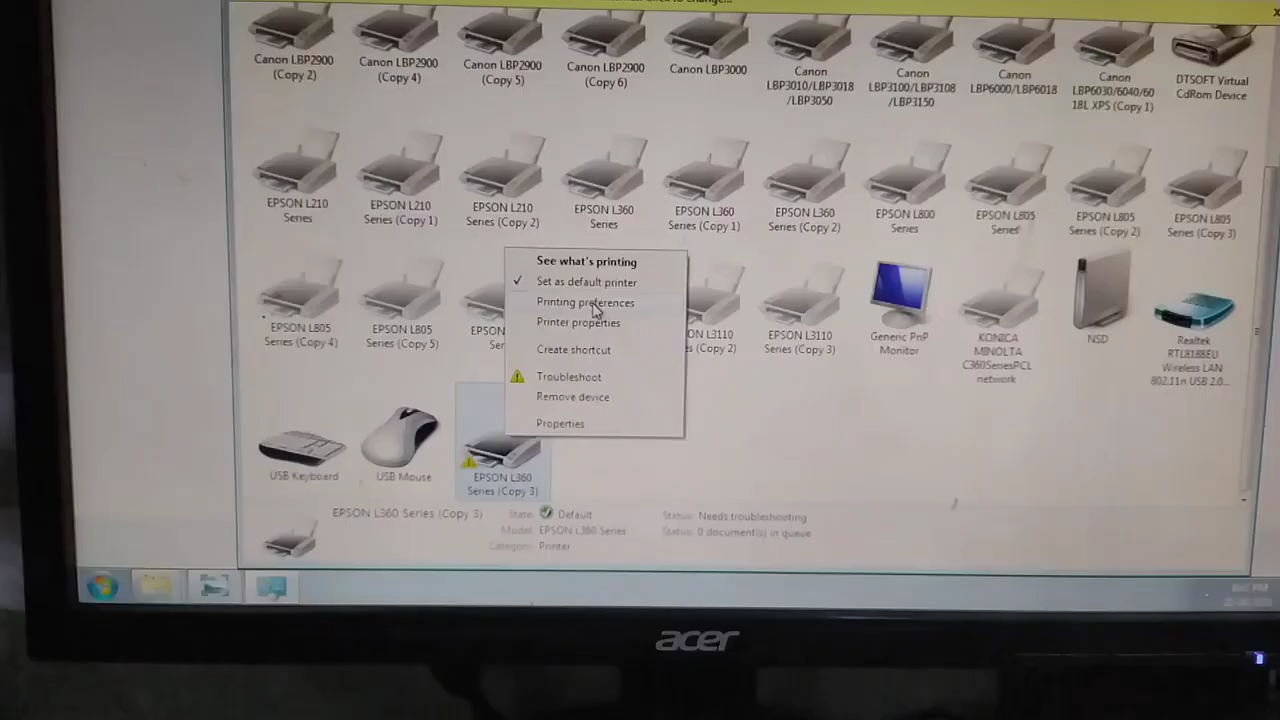 Canon LBP2900
(Copy 2)
Canon LBP2900
(Copy 4)
Canon LBP2900
(Copy 5)
Canon LBP2900
(Copy 6)
Canon LBP3000
Canon
LBP3010/LBP3018
/LBP3050
Canon
LBP3100/LBP3108
/LBP3150
Canon
LBP6000/LBP6018
Canon
LBP6030/6040/60
18L XPS (Copy 1)
DTSOFT Virtual
CdRom Device
EPSON L210
Series
EPSON L210
Series (Copy 1)
EPSON L210
Series (Copy 2)
EPSON L360
Series
EPSON L360
Series (Copy 1)
EPSON L360
Series (Copy 2)
EPSON L800
Series
EPSON L805
Series
EPSON L805
Series (Copy 2)
EPSON L805
Series (Copy 3)
EPSON L805
Series (Copy 4)
EPSON L805
Series (Copy 5)
EPSON
Ser
See what's printing
Set as default printer
Printing preferences
Printer properties
Create shortcut
Troubleshoot
Remove device
Properties
ON L3110
s (Copy 2)
EPSON L3110
Series (Copy 3)
Generic PnP
Monitor
KONICA
MINOLTA
C360SeriesPCL
network
NSD
Realtek
RTL8188EU
Wireless LAN
802.11n USB 2.0...
USB Keyboard
USB Mouse
EPSON L360
Series (Copy 3)
EPSON L360 Series (Copy 3)
State: Default
Model: EPSON L360 Series
Category: Printer
Status: Needs troubleshooting
Status: 0 document(s) in queue
acer